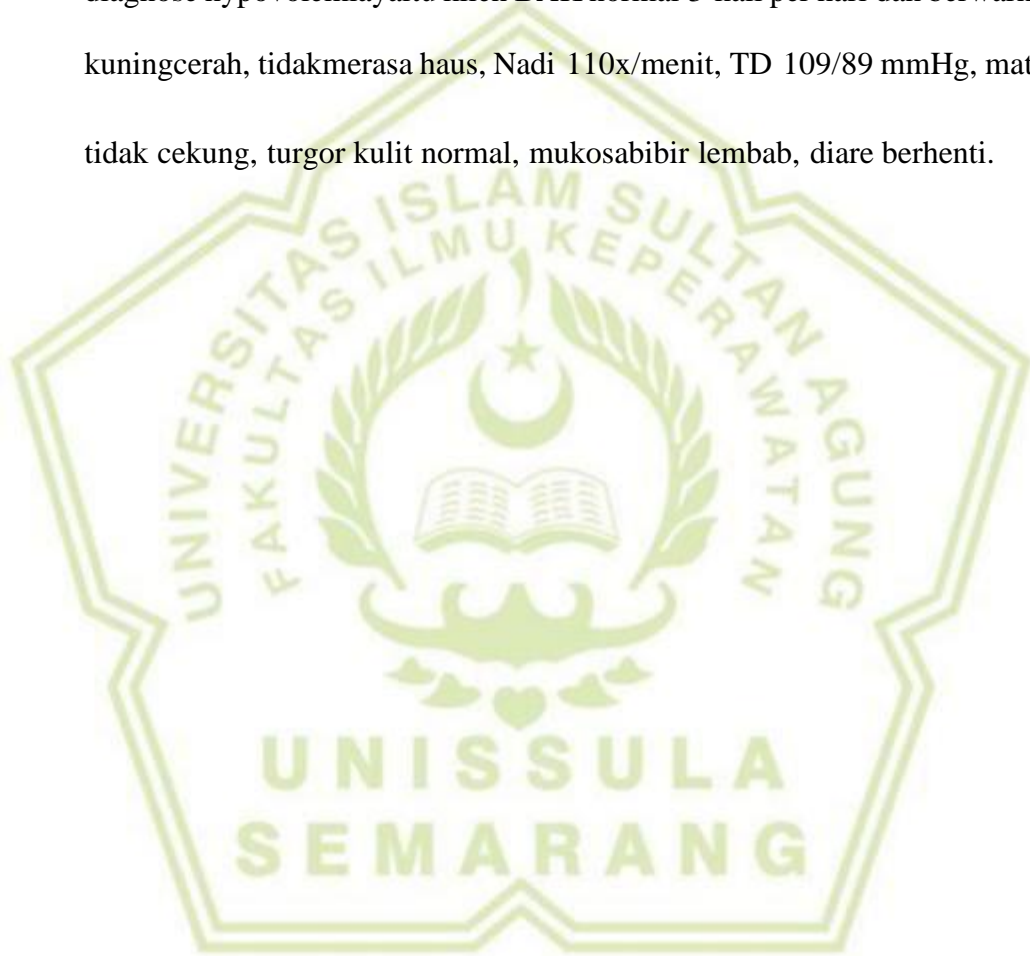 kuningcerah, tidakmerasa haus, Nadi 110x/menit, TD 109/89 mmHg, mat
tidak cekung, turgor kulit normal, mukosabibir lembab, diare berhenti.
UNIVERSITAS ISLAM SULTAN AGUNG
FAKULTAS ILMU KEPERAWATAN
UNISSULA
SEMARANG